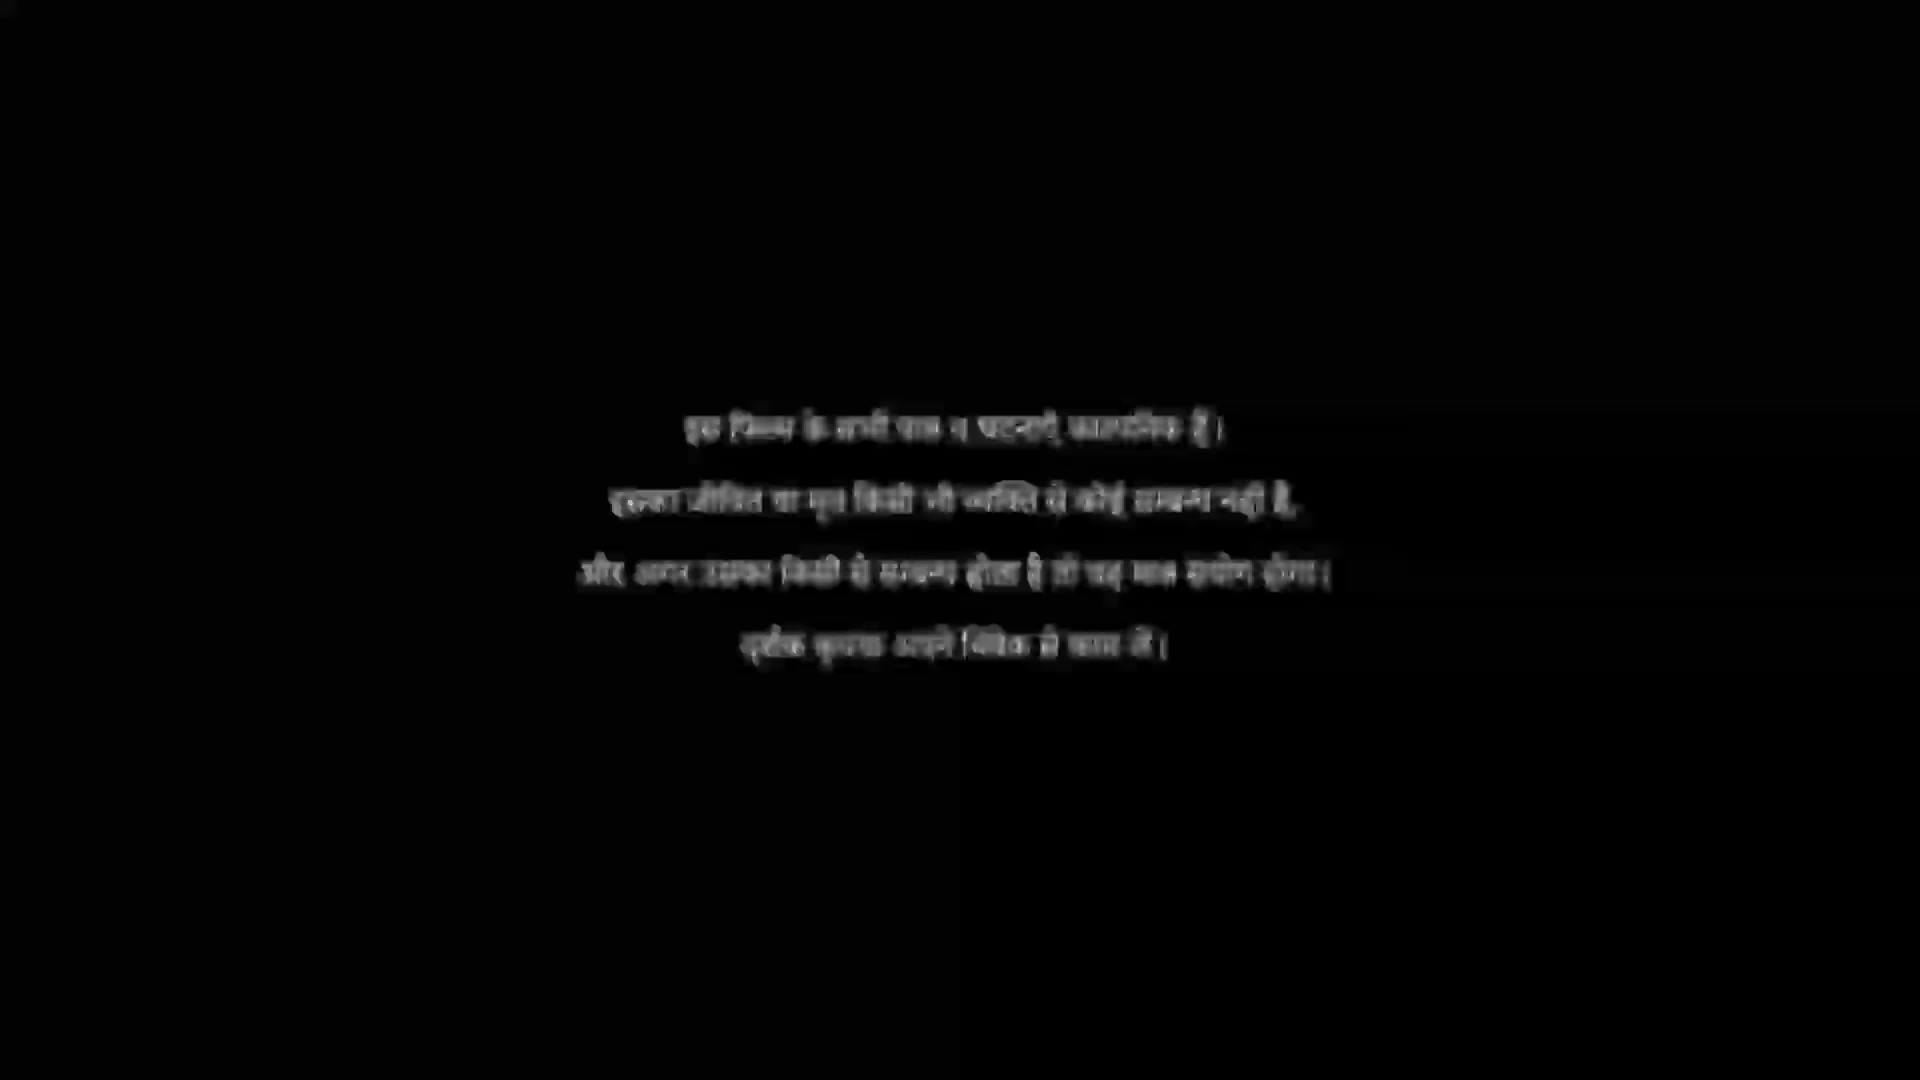 इस फिल्म के सभी पात्र व घटनाएं काल्पनिक हैं।
इसका जीवित या मृत किसी भी व्यक्ति से कोई सम्बन्ध नहीं है,
और अगर इसका किसी से सम्बन्ध होता है तो यह मात्र संयोग होगा।
दर्शक कृपया अपने विवेक से काम लें।